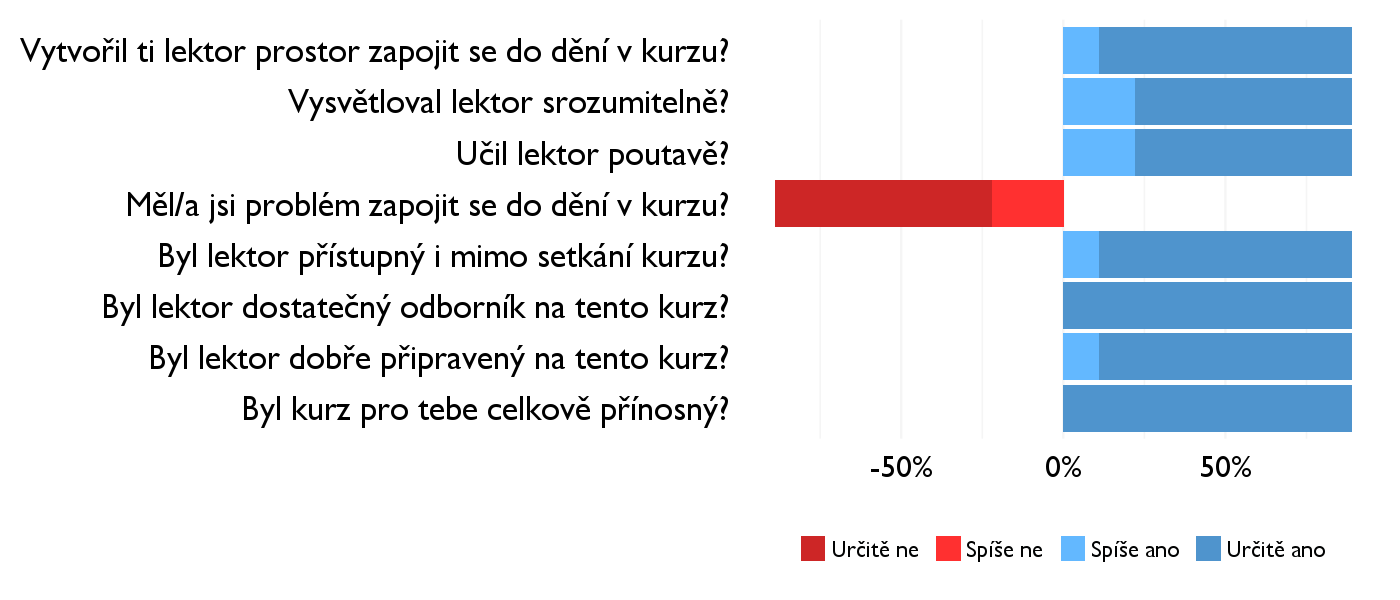 Vytvořil ti lektor prostor zapojit se do dění v kurzu?
Vysvětloval lektor srozumitelně?
Učil lektor poutavě?
Měl/a jsi problém zapojit se do dění v kurzu?
Byl lektor přístupný i mimo setkání kurzu?
Byl lektor dostatečný odborník na tento kurz?
Byl lektor dobře připravený na tento kurz?
Byl kurz pro tebe celkově přínosný?
-50% 0% 50%
Určitě ne Spíše ne Spíše ano Určitě ano